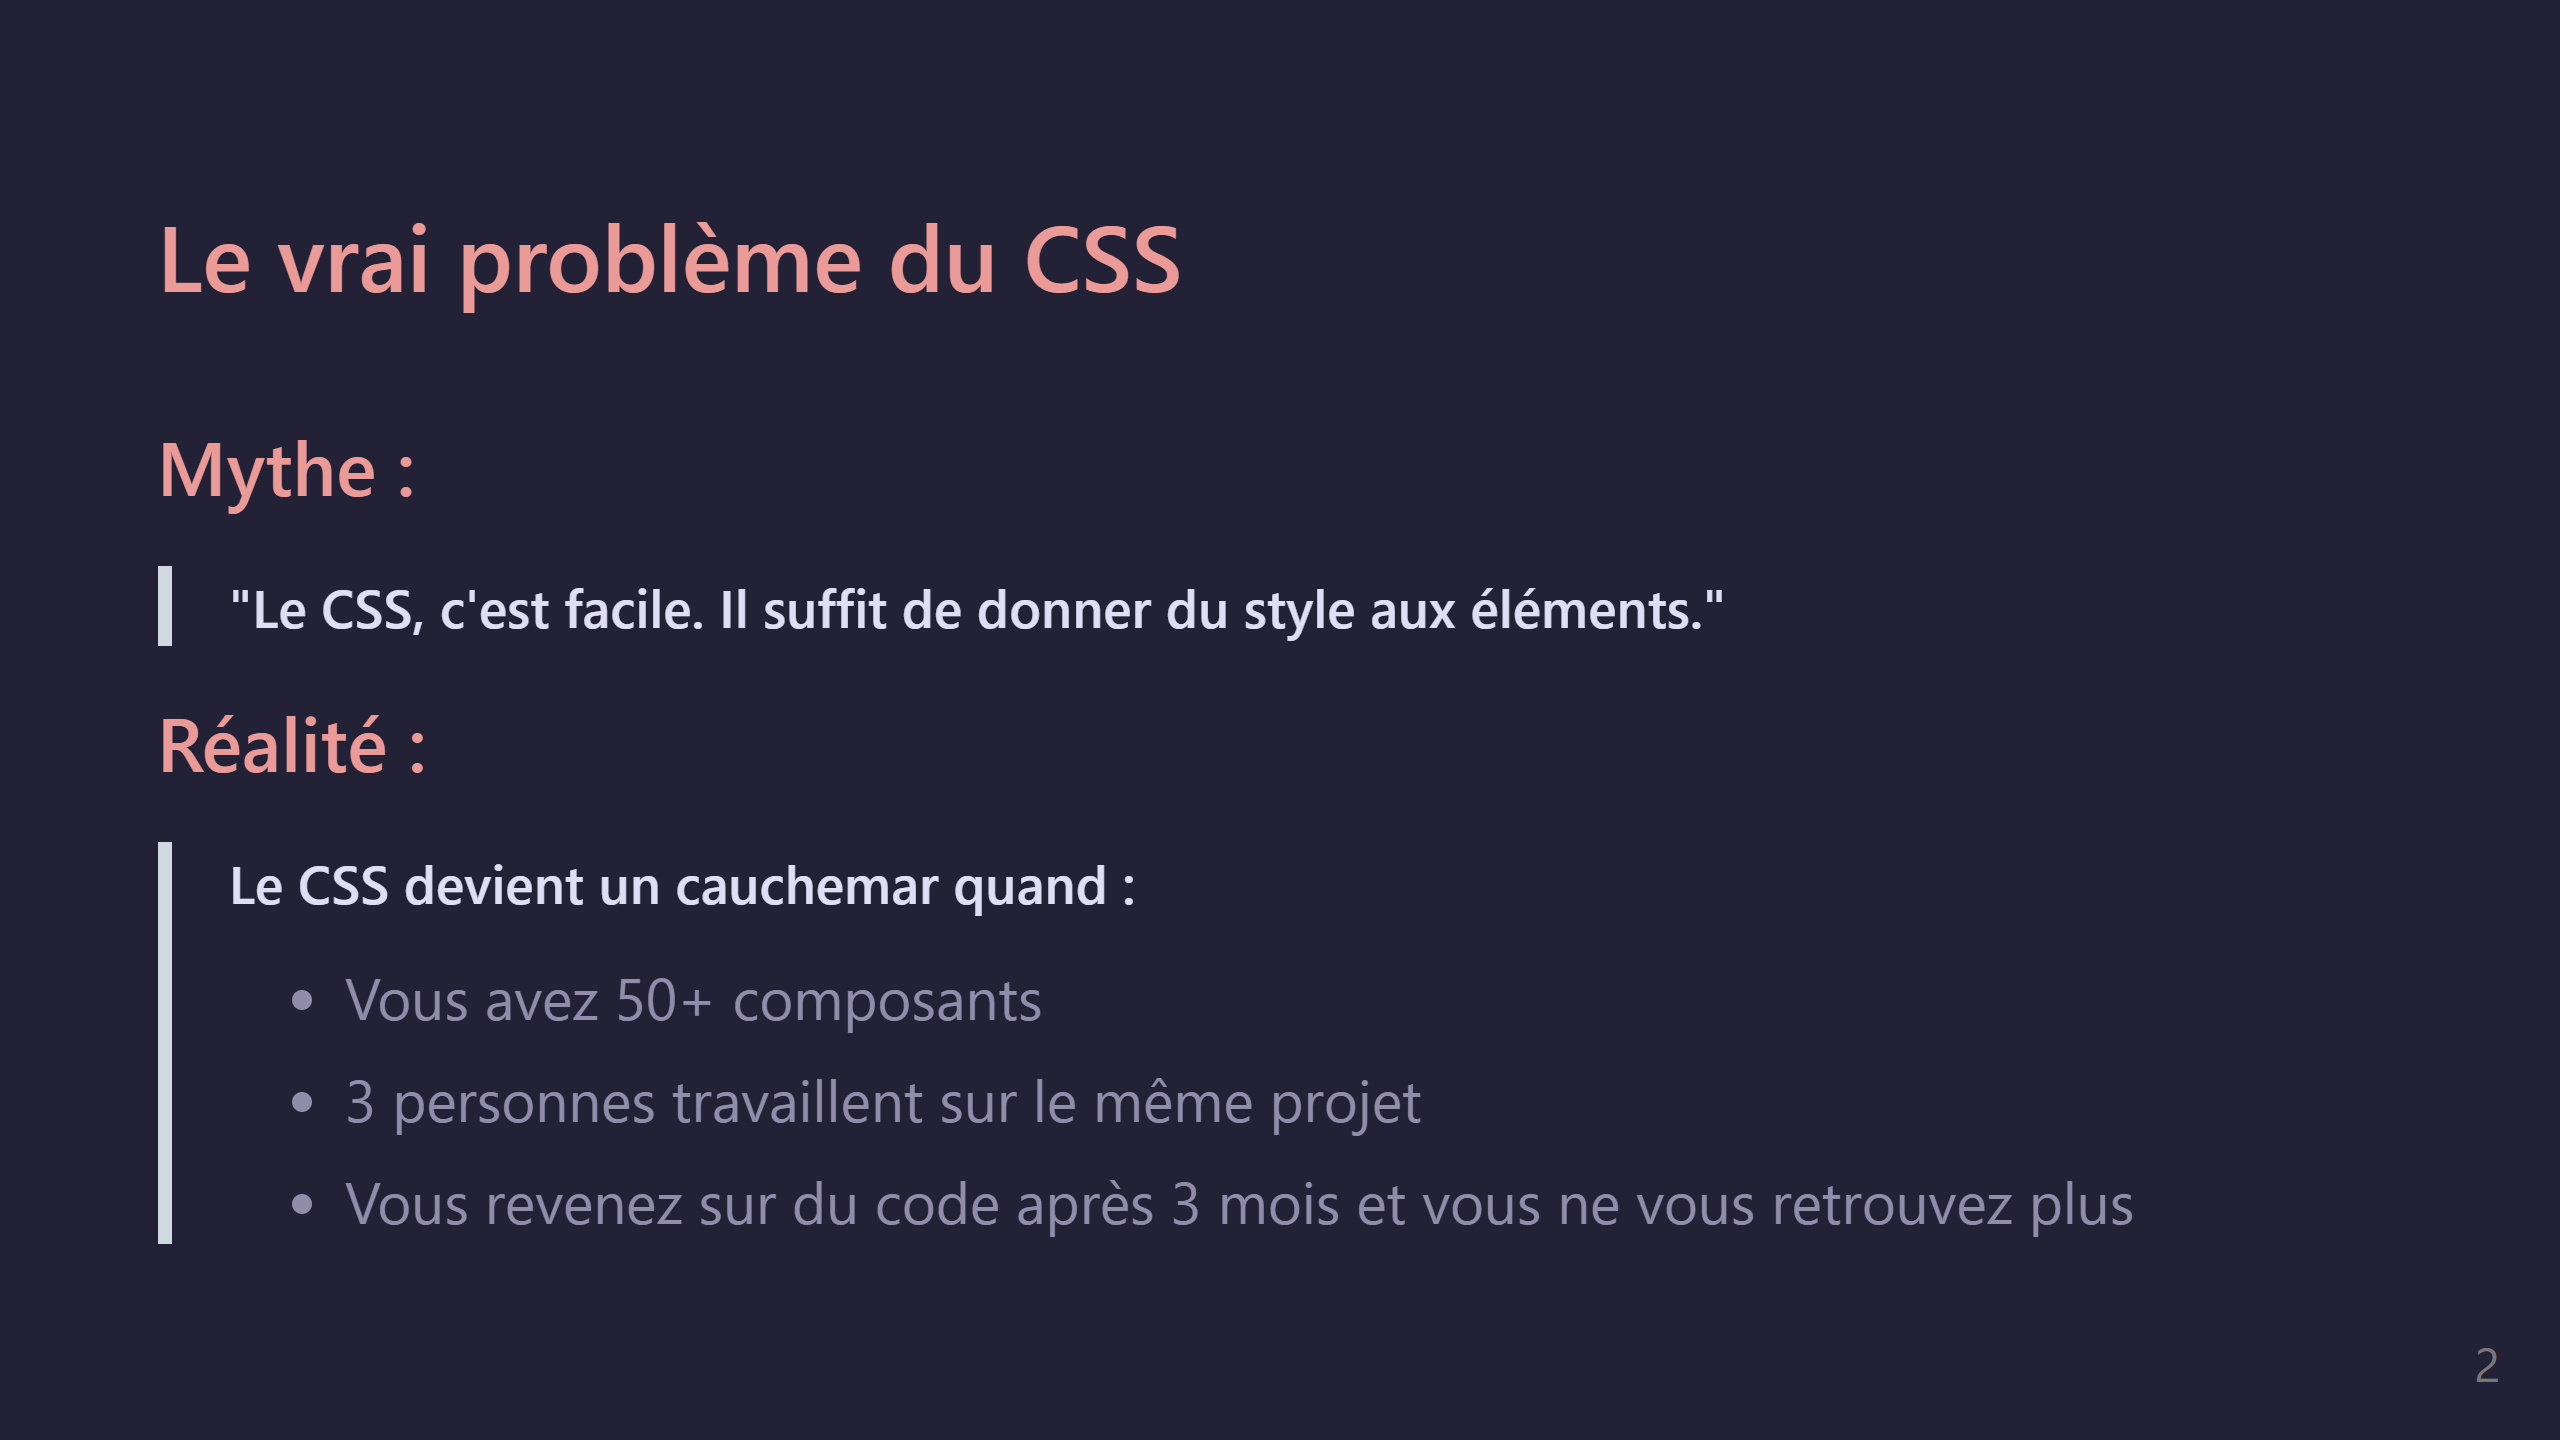 Le vrai problème du CSS
Mythe :
"Le CSS, c'est facile. Il suffit de donner du style aux éléments."
Réalité :
Le CSS devient un cauchemar quand :
• Vous avez 50+ composants
• 3 personnes travaillent sur le même projet
• Vous revenez sur du code après 3 mois et vous ne vous retrouvez plus
2